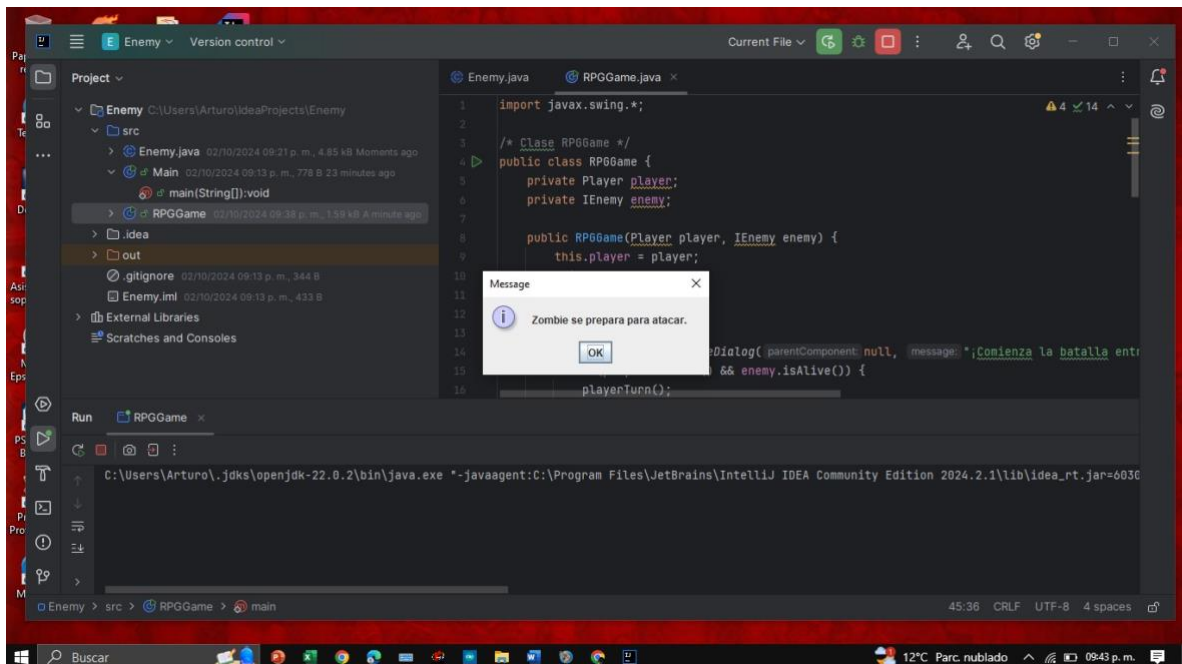 Enemy
Version control
Current File
Project
Enemy C:\Users\Arturo\IdeaProjects\Enemy
src
Enemy.java 02/10/2024 09:21 p. m., 4.85 kB Moments ago
Main 02/10/2024 09:13 p. m., 778 B 23 minutes ago
main(String[]):void
RPGGame 02/10/2024 09:38 p. m., 1.59 kB A minute ago
.idea
out
.gitignore 02/10/2024 09:13 p. m., 344 B
Enemy.iml 02/10/2024 09:13 p. m., 433 B
External Libraries
Scratches and Consoles
Enemy.java
RPGGame.java
4 14
1 import javax.swing.*;
2
3 /* Clase RPGGame */
4 public class RPGGame {
5 private Player player;
6 private IEnemy enemy;
7
8 public RPGGame(Player player, IEnemy enemy) {
9 this.player = player;
10
11
12
13
14 eDialog( parentComponent: null, message: "¡Comienza la batalla entr
15 ) && enemy.isAlive()) {
16 playerTurn();
Message
Zombie se prepara para atacar.
OK
Run
RPGGame
C:\Users\Arturo\.jdks\openjdk-22.0.2\bin\java.exe "-javaagent:C:\Program Files\JetBrains\IntelliJ IDEA Community Edition 2024.2.1\lib\idea_rt.jar=6030
Enemy > src > RPGGame > main
45:36 CRLF UTF-8 4 spaces
Buscar
12°C Parc. nublado
09:43 p. m.